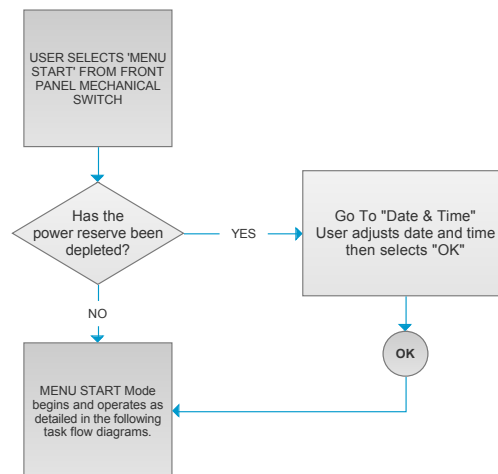 USER SELECTS 'MENU
START' FROM FRONT
PANEL MECHANICAL
SWITCH
Has the
power reserve been
depleted?
YES
Go To "Date & Time"
User adjusts date and time
then selects "OK"
NO
OK
MENU START Mode
begins and operates as
detailed in the following
task flow diagrams.